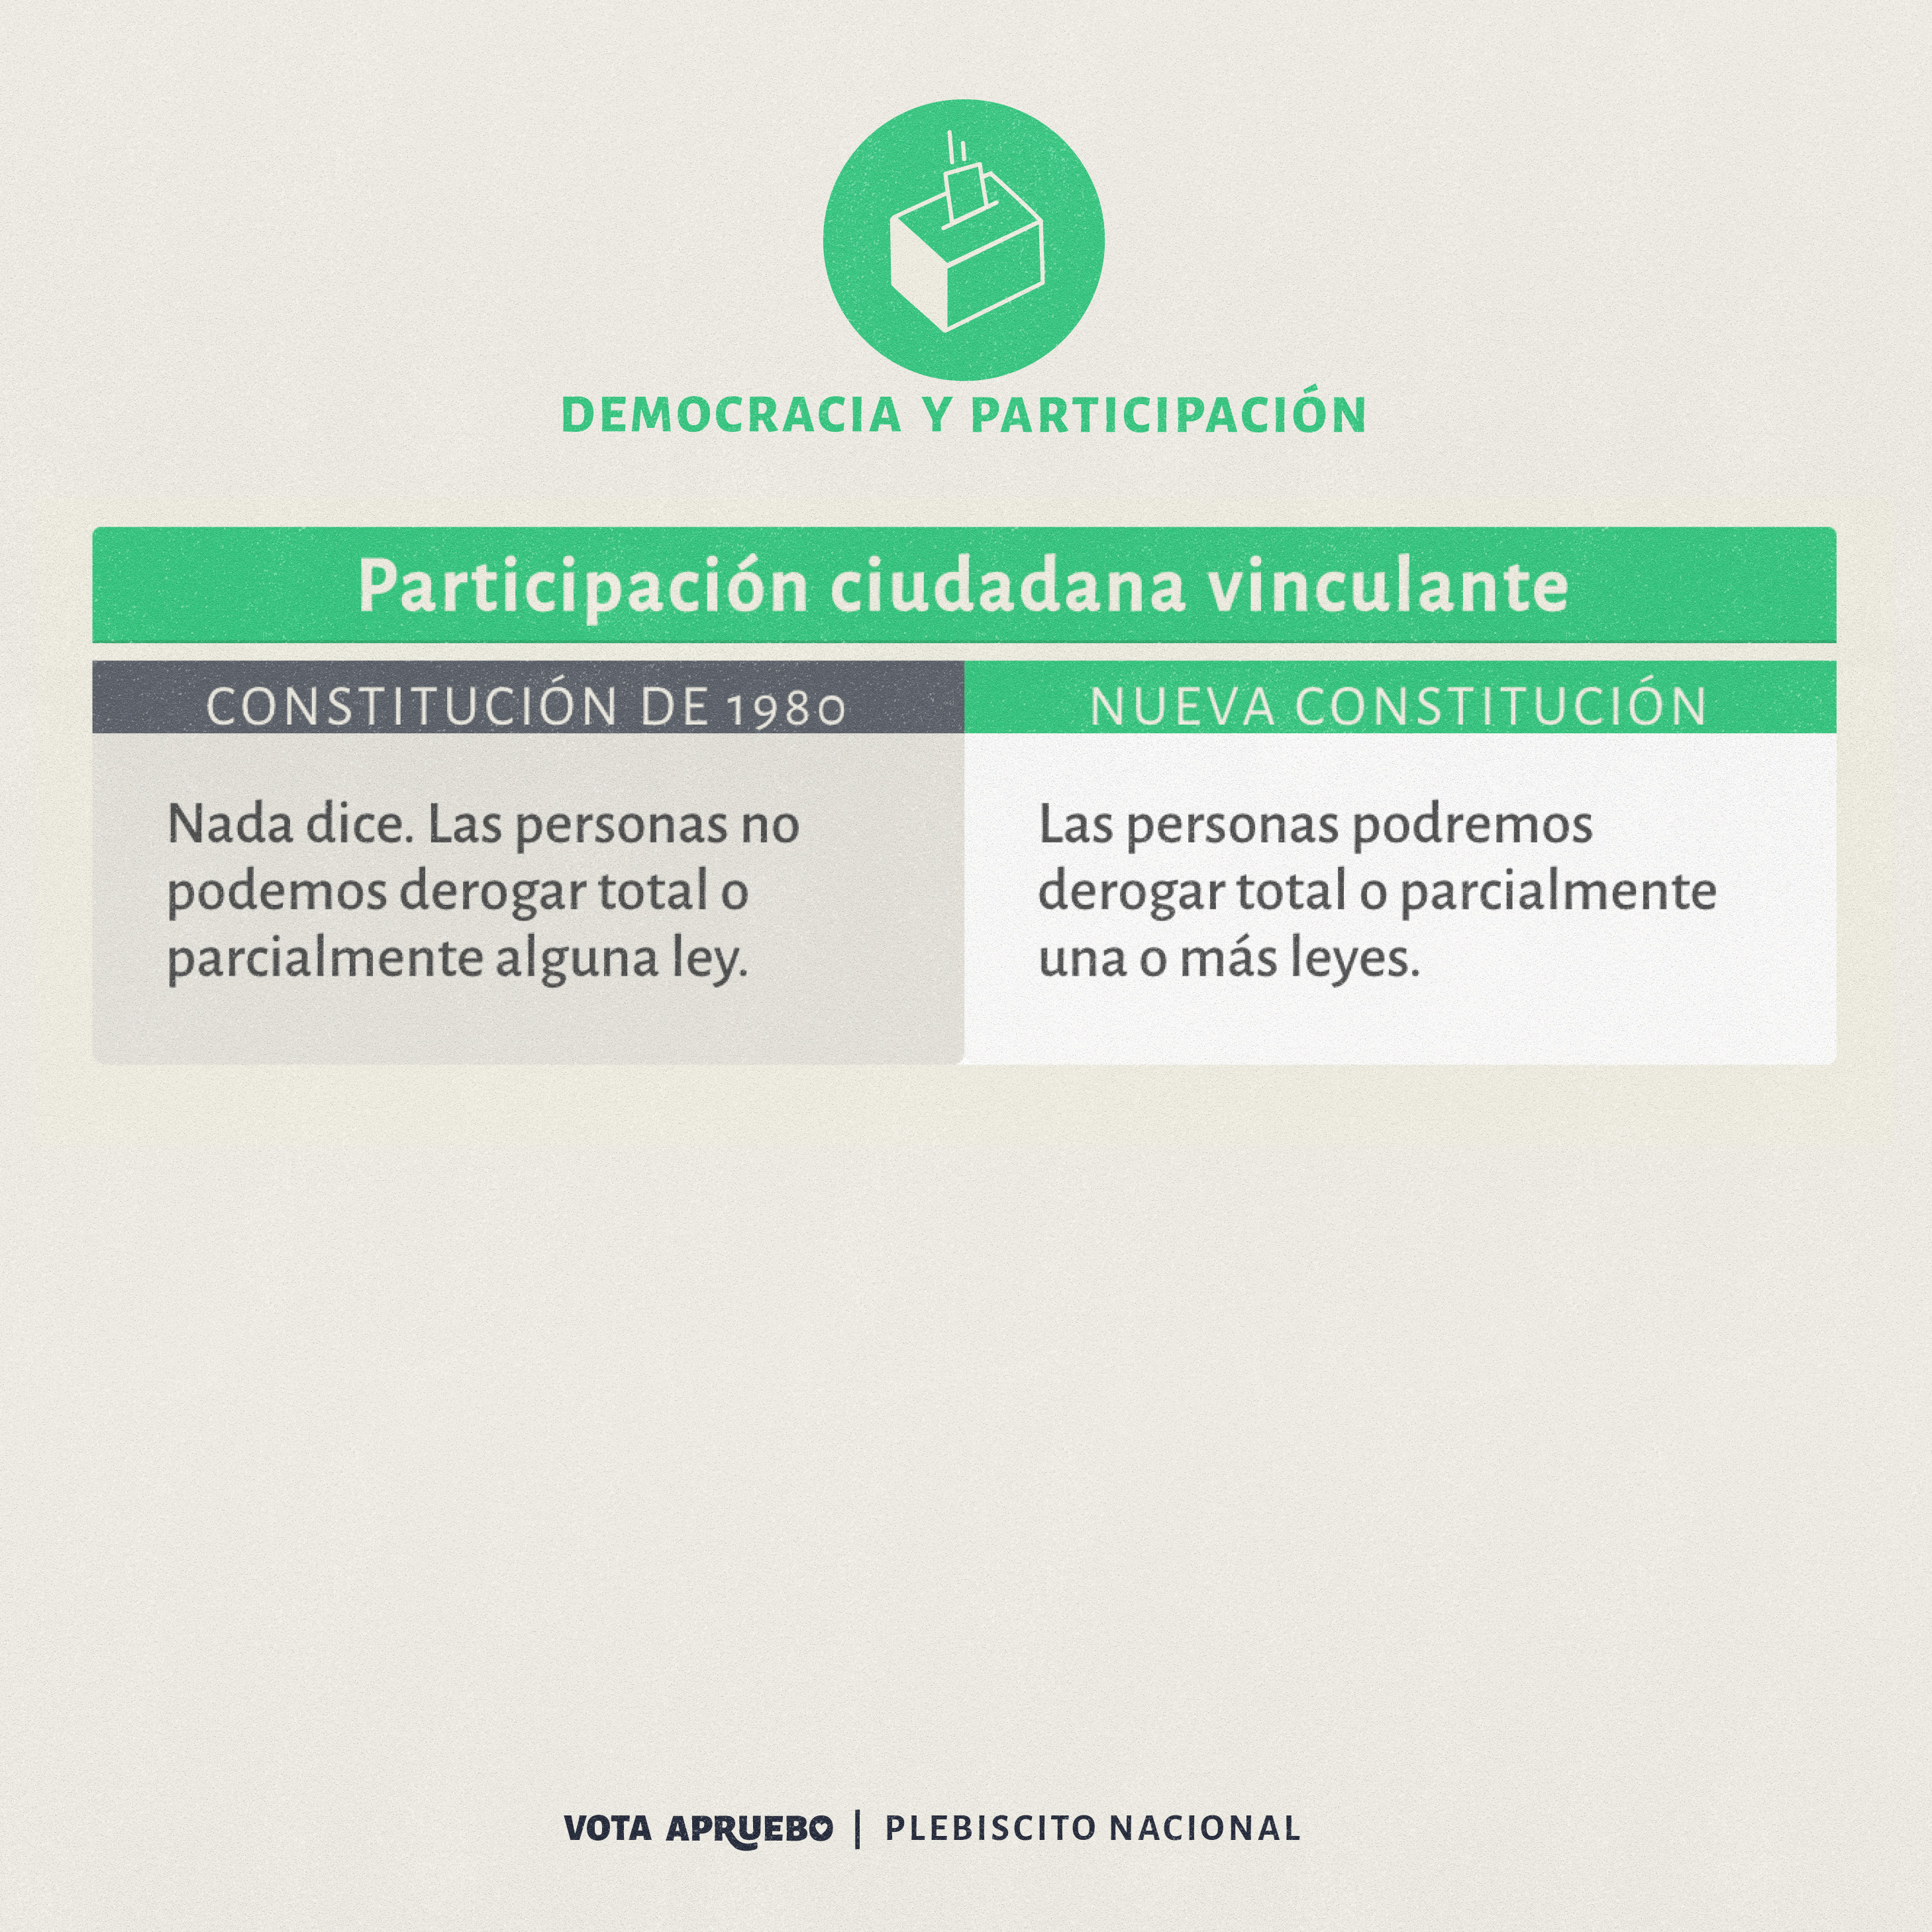 DEMOCRACIA Y PARTICIPACIÓN
Participación ciudadana vinculante
CONSTITUCIÓN DE 1980
Nada dice. Las personas no
podemos derogar total o
parcialmente alguna ley.
NUEVA CONSTITUCIÓN
Las personas podremos
derogar total o parcialmente
una o más leyes.
VOTA APRUEBO | PLEBISCITO NACIONAL